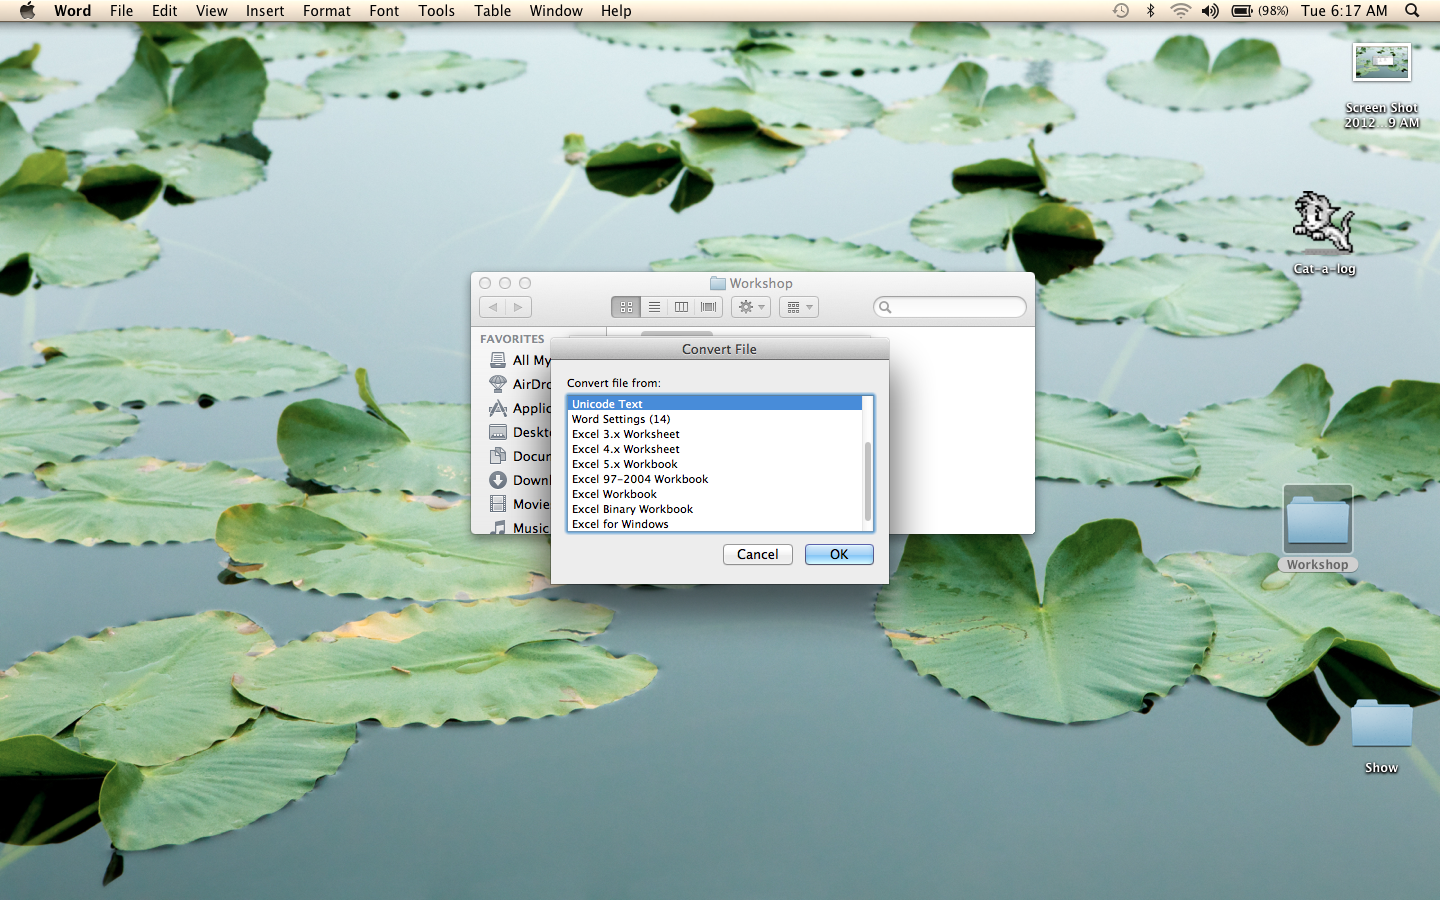 Word File Edit View Insert Format Font Tools Table Window Help (98%) Tue 6:17 AM
Screen Shot
2012...9 AM
Cat-a-log
Workshop
FAVORITES
All My
AirDro
Applic
Deskto
Docun
Downl
Movie
Music
Convert File
Convert file from:
Unicode Text
Word Settings (14)
Excel 3.x Worksheet
Excel 4.x Worksheet
Excel 5.x Workbook
Excel 97-2004 Workbook
Excel Workbook
Excel Binary Workbook
Excel for Windows
Cancel OK
Workshop
Show